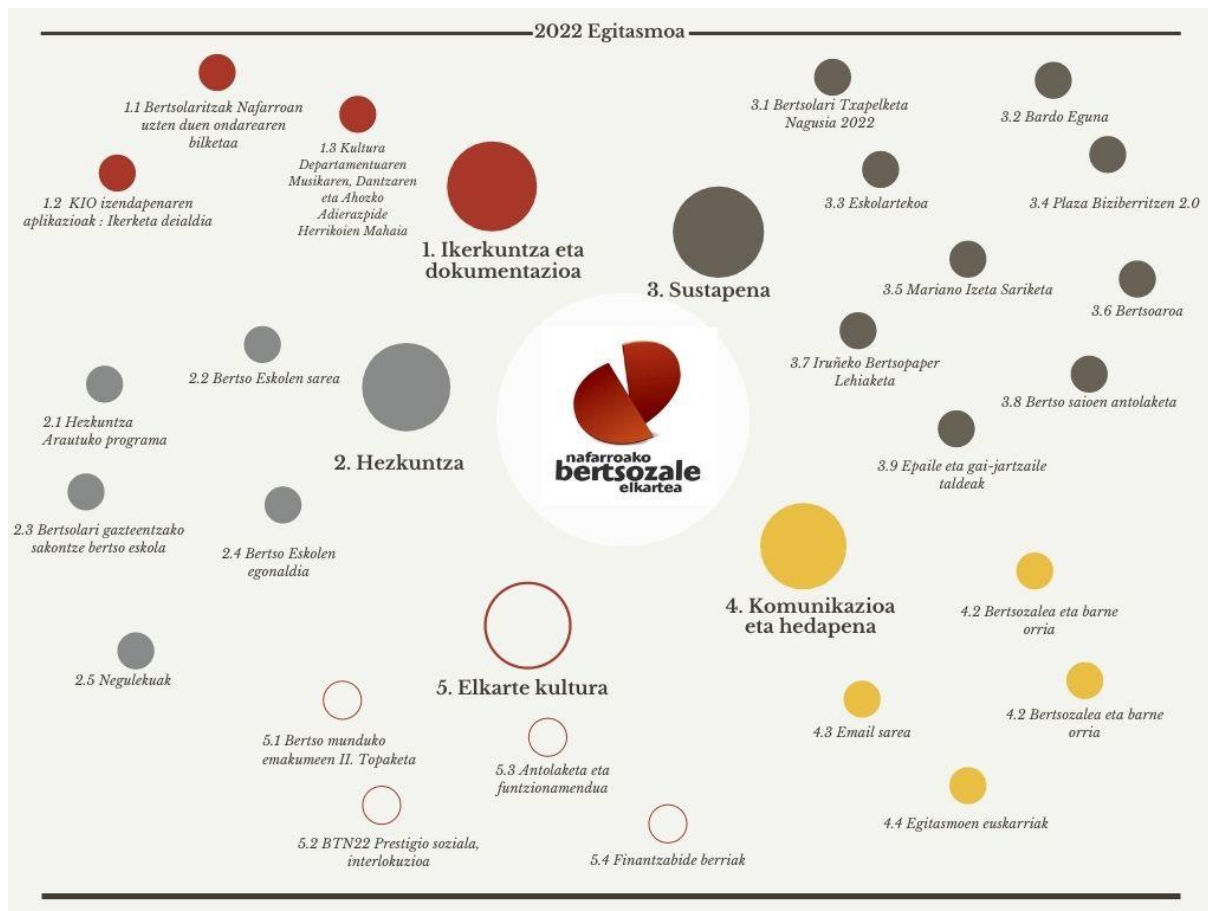 2022 Egitasmoa
1.1 Bertsolaritzak Nafarroan
uzten duen ondarearen
bilketaa
1.2 KIO izendapenaren
aplikazioak : Ikerketa deialdia
1.3 Kultura
Departamentuaren
Musikaren, Dantzaren
eta Ahozko
Adierazpide
Herrikoien Mahaia
1. Ikerkuntza eta
dokumentazioa
3.1 Bertsolari Txapelketa
Nagusia 2022
3.2 Bardo Eguna
3.3 Eskolartekoa
3.4 Plaza Biziberritzen 2.0
3. Sustapena
3.5 Mariano Izeta Sariketa
3.6 Bertsoaroa
3.7 Iruñeko Bertsopaper
Lehiaketa
3.8 Bertso saioen antolaketa
3.9 Epaile eta gai-jartzaile
taldeak
2.2 Bertso Eskolen sarea
2.1 Hezkuntza
Arautuko programa
2. Hezkuntza
2.3 Bertsolari gazteentzako
sakontze bertso eskola
2.4 Bertso Eskolen
egonaldia
2.5 Negulekuak
nafarroako
bertsozale
elkartea
4. Komunikazioa
eta hedapena
4.2 Bertsozalea eta barne
orria
4.2 Bertsozalea eta barne
orria
4.3 Email sarea
4.4 Egitasmoen euskarriak
5. Elkarte kultura
5.1 Bertso munduko
emakumeen II. Topaketa
5.3 Antolaketa eta
funtzionamendua
5.2 BTN22 Prestigio soziala,
interlokuzioa
5.4 Finantzabide berriak